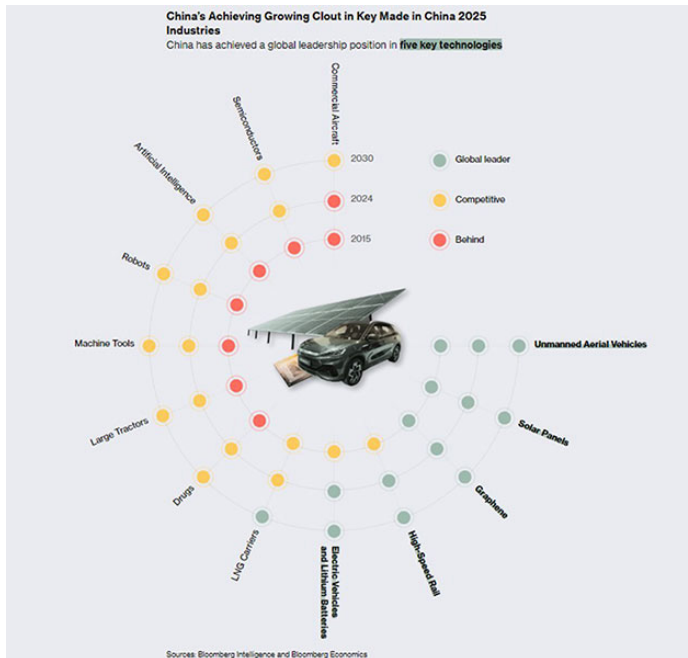 China's Achieving Growing Clout in Key Made in China 2025
Industries
China has achieved a global leadership position in five key technologies
Commercial Aircraft
Semiconductors
Artificial Intelligence
Robots
Machine Tools
Large Tractors
Drugs
LNG Carriers
Electric Vehicles
and Lithium Batteries
High-Speed Rail
Graphene
Solar Panels
Unmanned Aerial Vehicles
2030
2024
2015
Global leader
Competitive
Behind
Sources: Bloomberg Intelligence and Bloomberg Economics